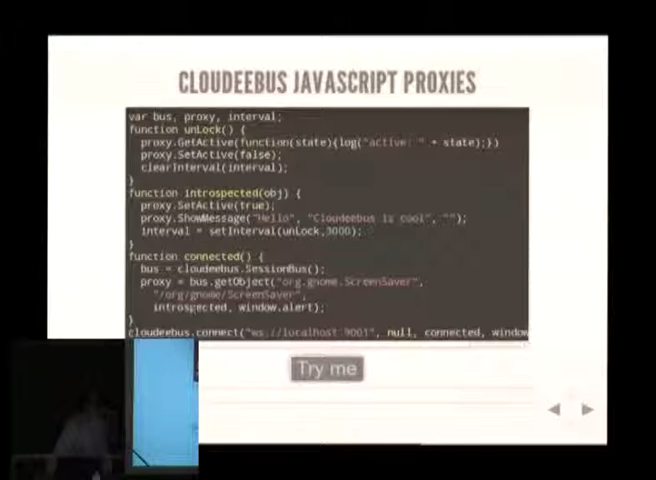 CLOUDEEBUS JAVASCRIPT PROXIES
var bus, proxy, interval;
function unLock() {
proxy.GetActive(function(state){log("active: " + state);})
proxy.SetActive(false);
clearInterval(interval);
}
function introspected(obj) {
proxy.SetActive(true);
proxy.ShowMessage("Hello", "Cloudeebus is cool", "");
interval = setInterval(unLock,3000);
}
function connected() {
bus = cloudeebus.SessionBus();
proxy = bus.getObject("org.gnome.ScreenSaver",
"/org/gnome/ScreenSaver",
introspected, window.alert);
}
cloudeebus.connect("ws://localhost:9001", null, connected, window
Try me